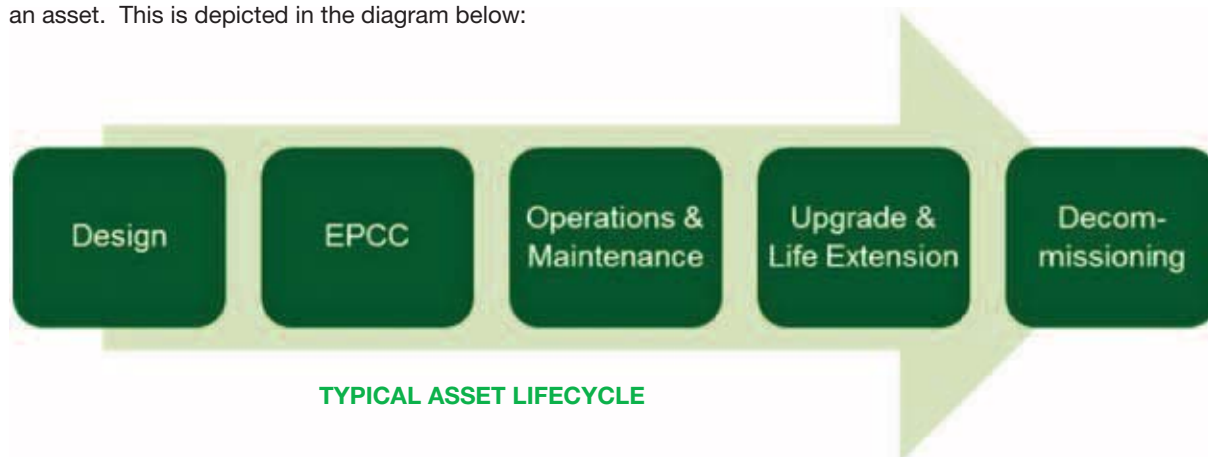 an asset. This is depicted in the diagram below:
Design
EPCC
Operations &
Maintenance
Upgrade &
Life Extension
Decom-
missioning
TYPICAL ASSET LIFECYCLE